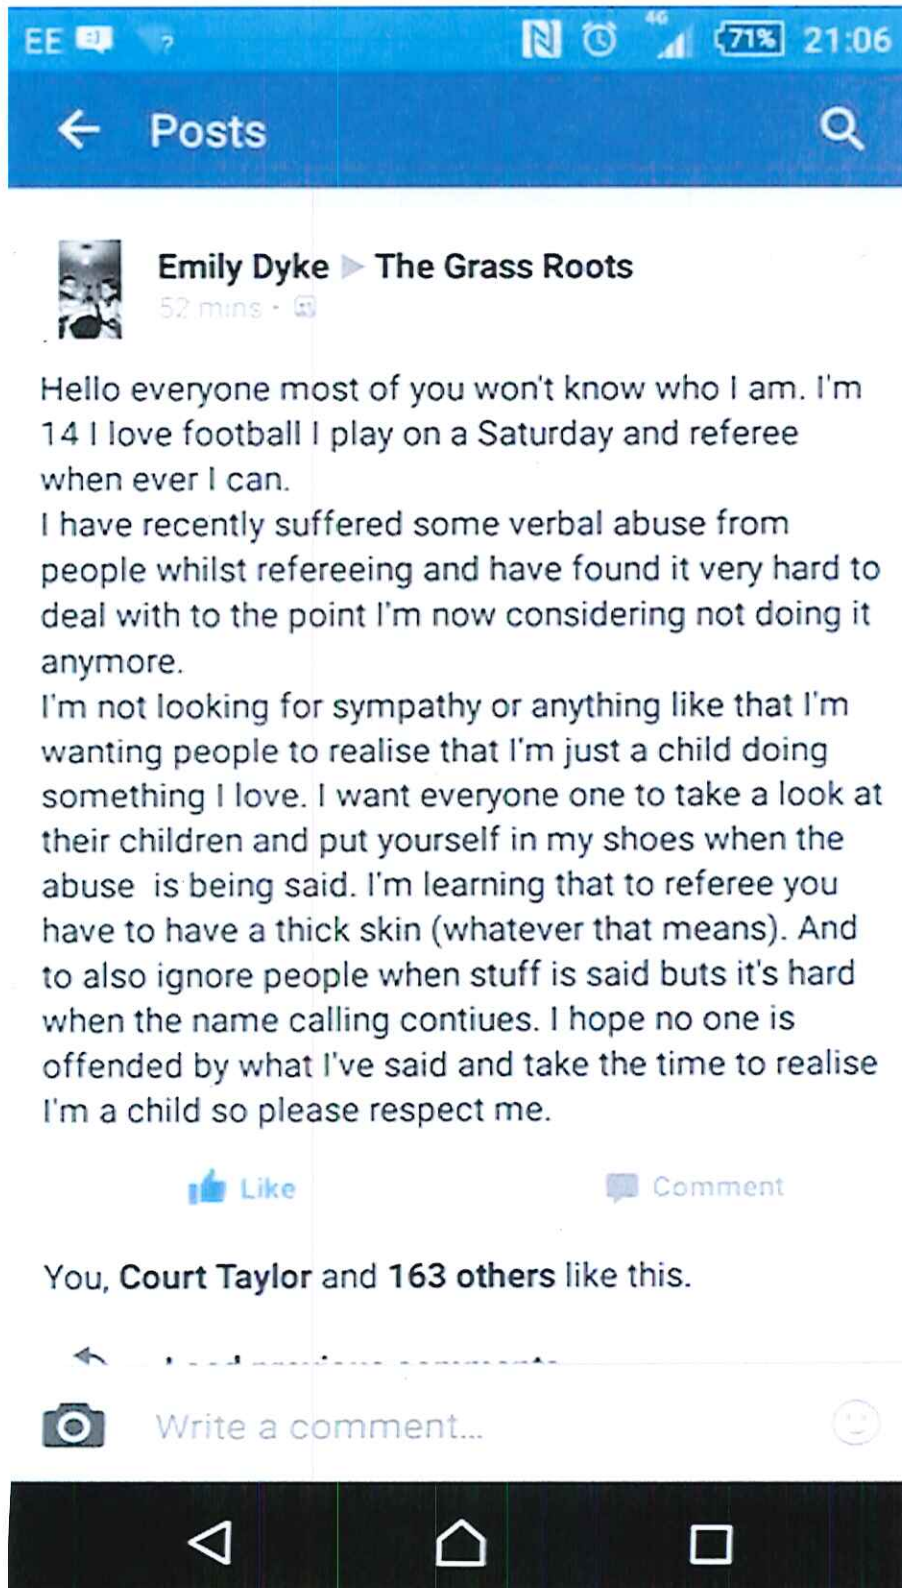 EE
?
4G
71%
21:06
Posts
Emily Dyke ▶ The Grass Roots
52 mins ·
Hello everyone most of you won't know who I am. I'm
14 I love football I play on a Saturday and referee
when ever I can.
I have recently suffered some verbal abuse from
people whilst refereeing and have found it very hard to
deal with to the point I'm now considering not doing it
anymore.
I'm not looking for sympathy or anything like that I'm
wanting people to realise that I'm just a child doing
something I love. I want everyone one to take a look at
their children and put yourself in my shoes when the
abuse  is being said. I'm learning that to referee you
have to have a thick skin (whatever that means). And
to also ignore people when stuff is said buts it's hard
when the name calling contiues. I hope no one is
offended by what I've said and take the time to realise
I'm a child so please respect me.
Like
Comment
You, Court Taylor and 163 others like this.
Write a comment...